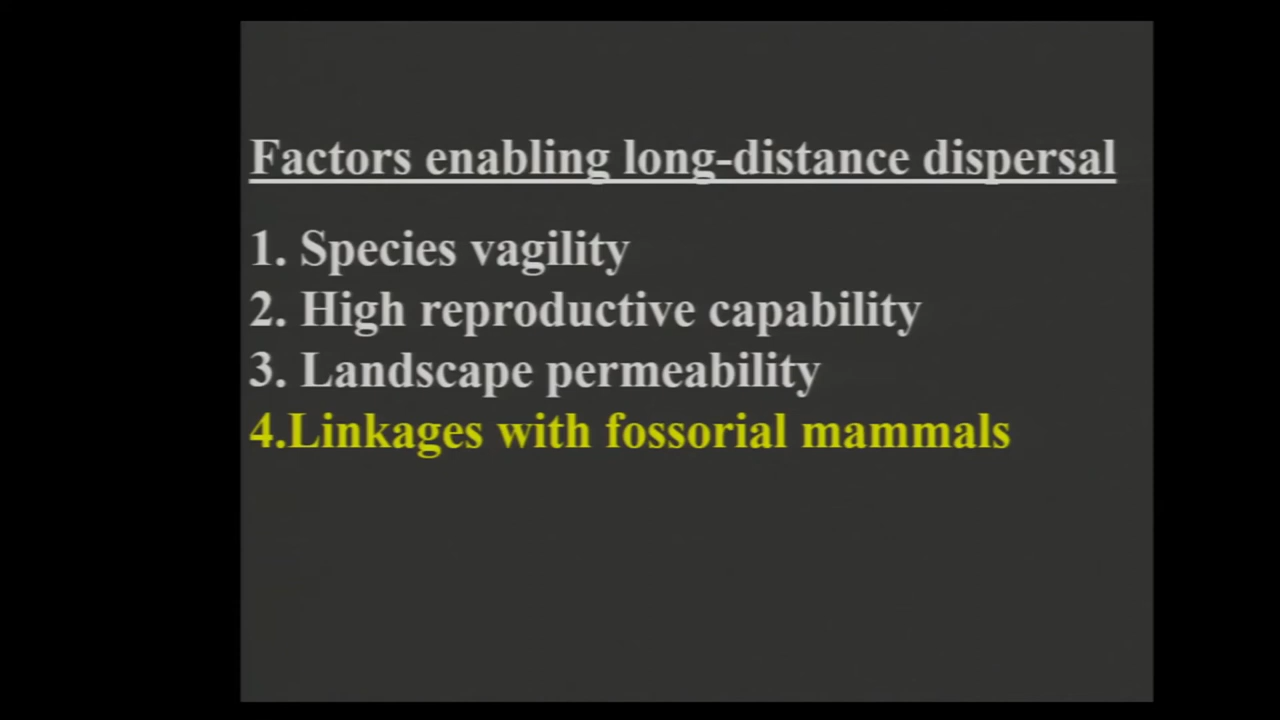 Factors enabling long-distance dispersal
1. Species vagility
2. High reproductive capability
3. Landscape permeability
4.Linkages with fossorial mammals